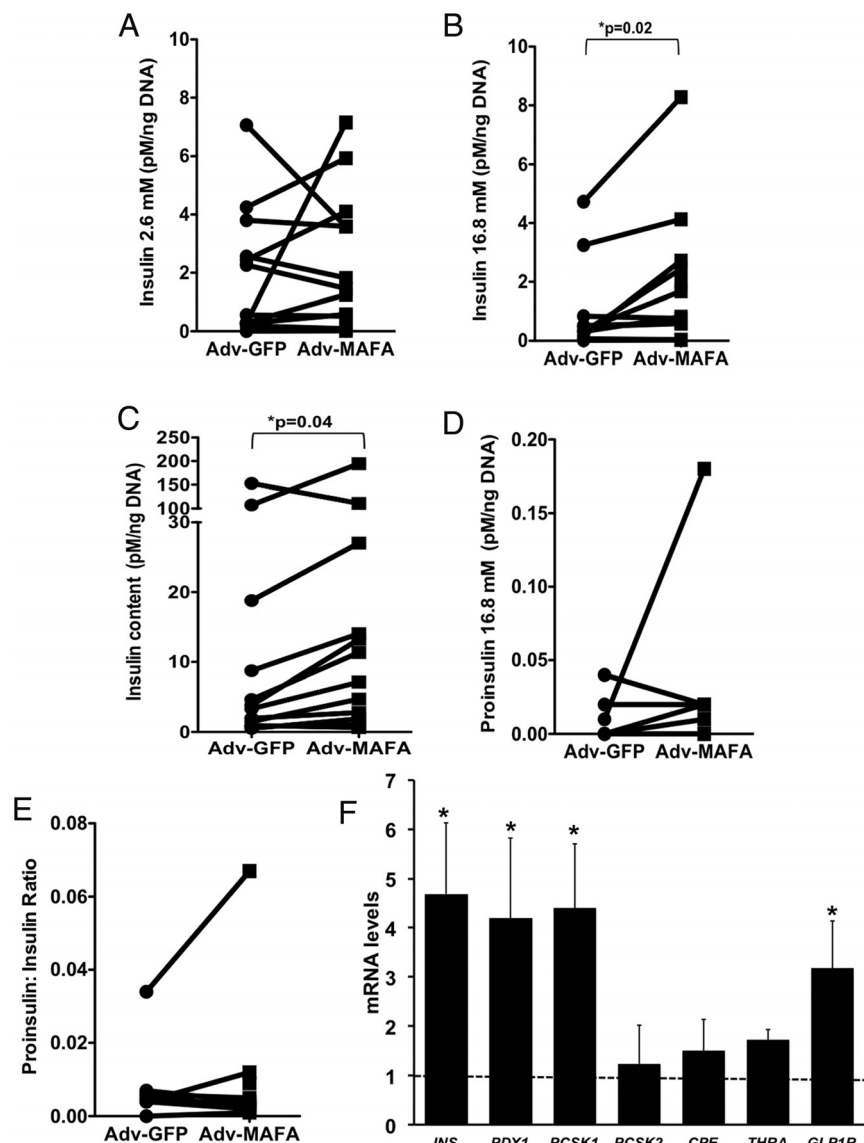 A
Insulin 2.6 mM (pM/ng DNA)
10
8
6
4
2
0
Adv-GFP Adv-MAFA
B
*p=0.02
Insulin 16.8 mM (pM/ng DNA)
10
8
6
4
2
0
Adv-GFP Adv-MAFA
C
*p=0.04
Insulin content (pM/ng DNA)
250
200
150
100
30
20
10
0
Adv-GFP Adv-MAFA
D
Proinsulin 16.8 mM (pM/ng DNA)
0.20
0.15
0.10
0.05
0.00
Adv-GFP Adv-MAFA
E
Proinsulin: Insulin Ratio
0.08
0.06
0.04
0.02
0.00
Adv-GFP Adv-MAFA
F
mRNA levels
7
6
5
4
3
2
1
0
* * * *
INS PDX1 PCSK1 PCSK2 CPE THRA GLP1R